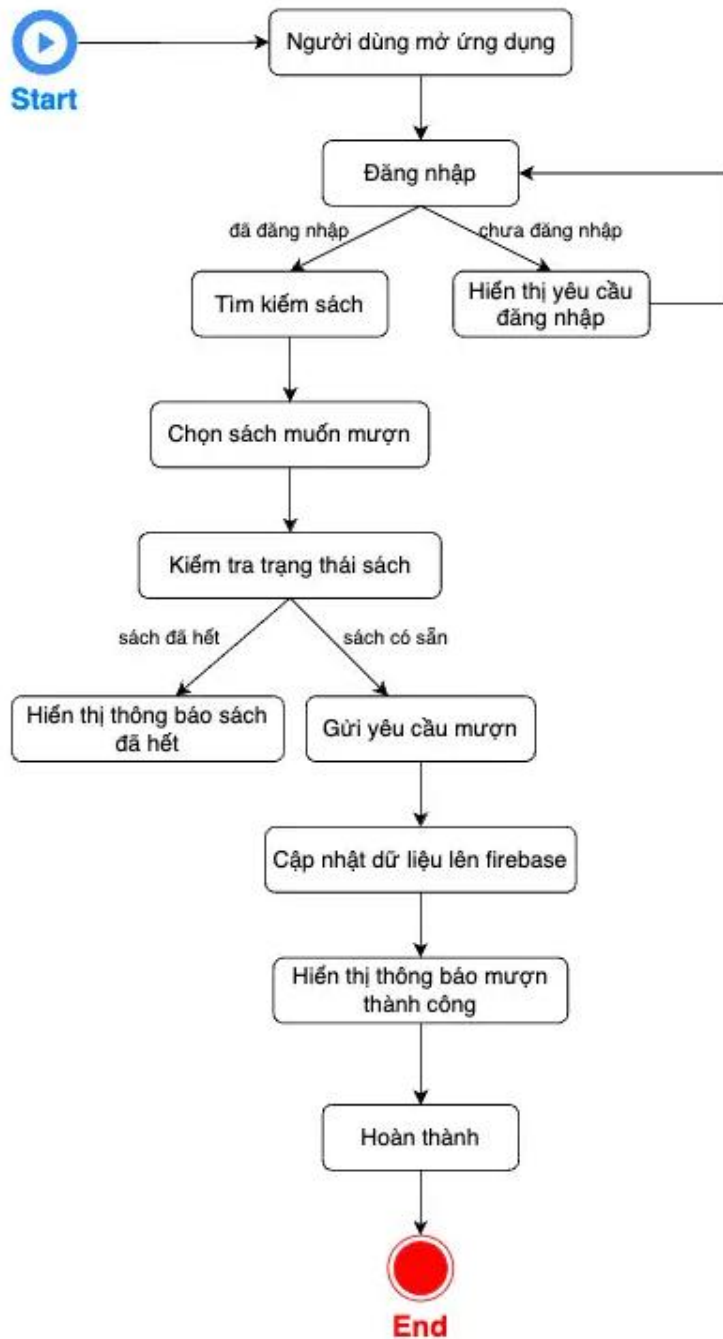 Người dùng mở ứng dụng
Start
Đăng nhập
đã đăng nhập
chưa đăng nhập
Tìm kiếm sách
Hiển thị yêu cầu
đăng nhập
Chọn sách muốn mượn
Kiểm tra trạng thái sách
sách đã hết
sách có sẵn
Hiển thị thông báo sách
đã hết
Gửi yêu cầu mượn
Cập nhật dữ liệu lên firebase
Hiển thị thông báo mượn
thành công
Hoàn thành
End